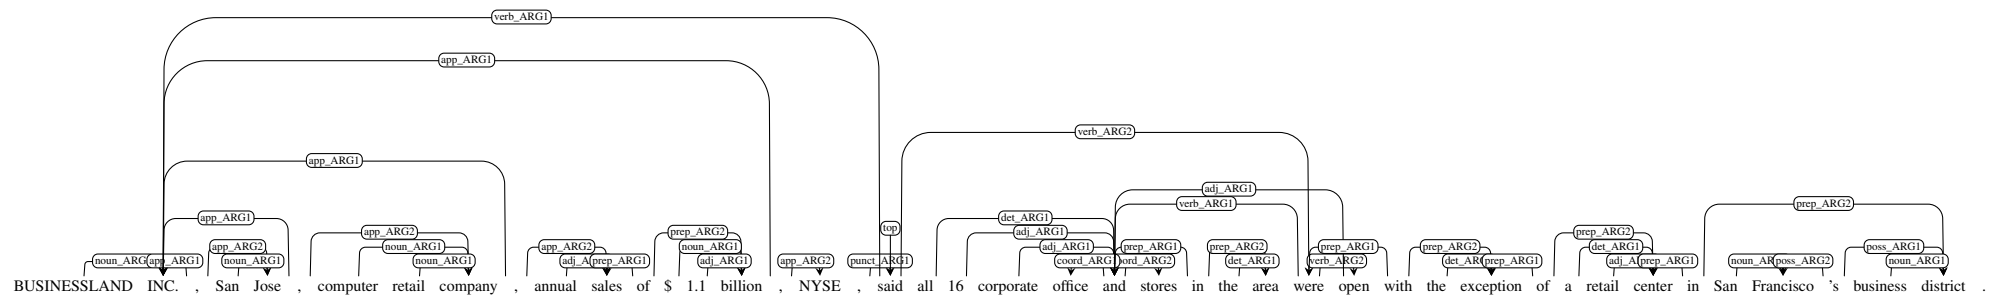 verb_ARG1
app_ARG1
verb_ARG2
app_ARG1
adj_ARG1
app_ARG1 verb_ARG1 prep_ARG2
det_ARG1
top
app_ARG2 prep_ARG2 adj_ARG1 prep_ARG2
app_ARG2 noun_ARG1 app_ARG2 noun_ARG1 adj_ARG1 prep_ARG1 prep_ARG2 prep_ARG1 prep_ARG2 det_ARG1 poss_ARG1
app_ARG1 noun_ARG1 noun_ARG1 prep_ARG1 adj_ARG1 app_ARG2 punct_ARG1 det_ARG1 verb_ARG2 prep_ARG1 prep_ARG1 poss_ARG2 noun_ARG1
BUSINESSLAND INC. , San Jose , computer retail company , annual sales of $ 1.1 billion , NYSE , said all 16 corporate office and stores in the area were open with the exception of a retail center in San Francisco 's business district .